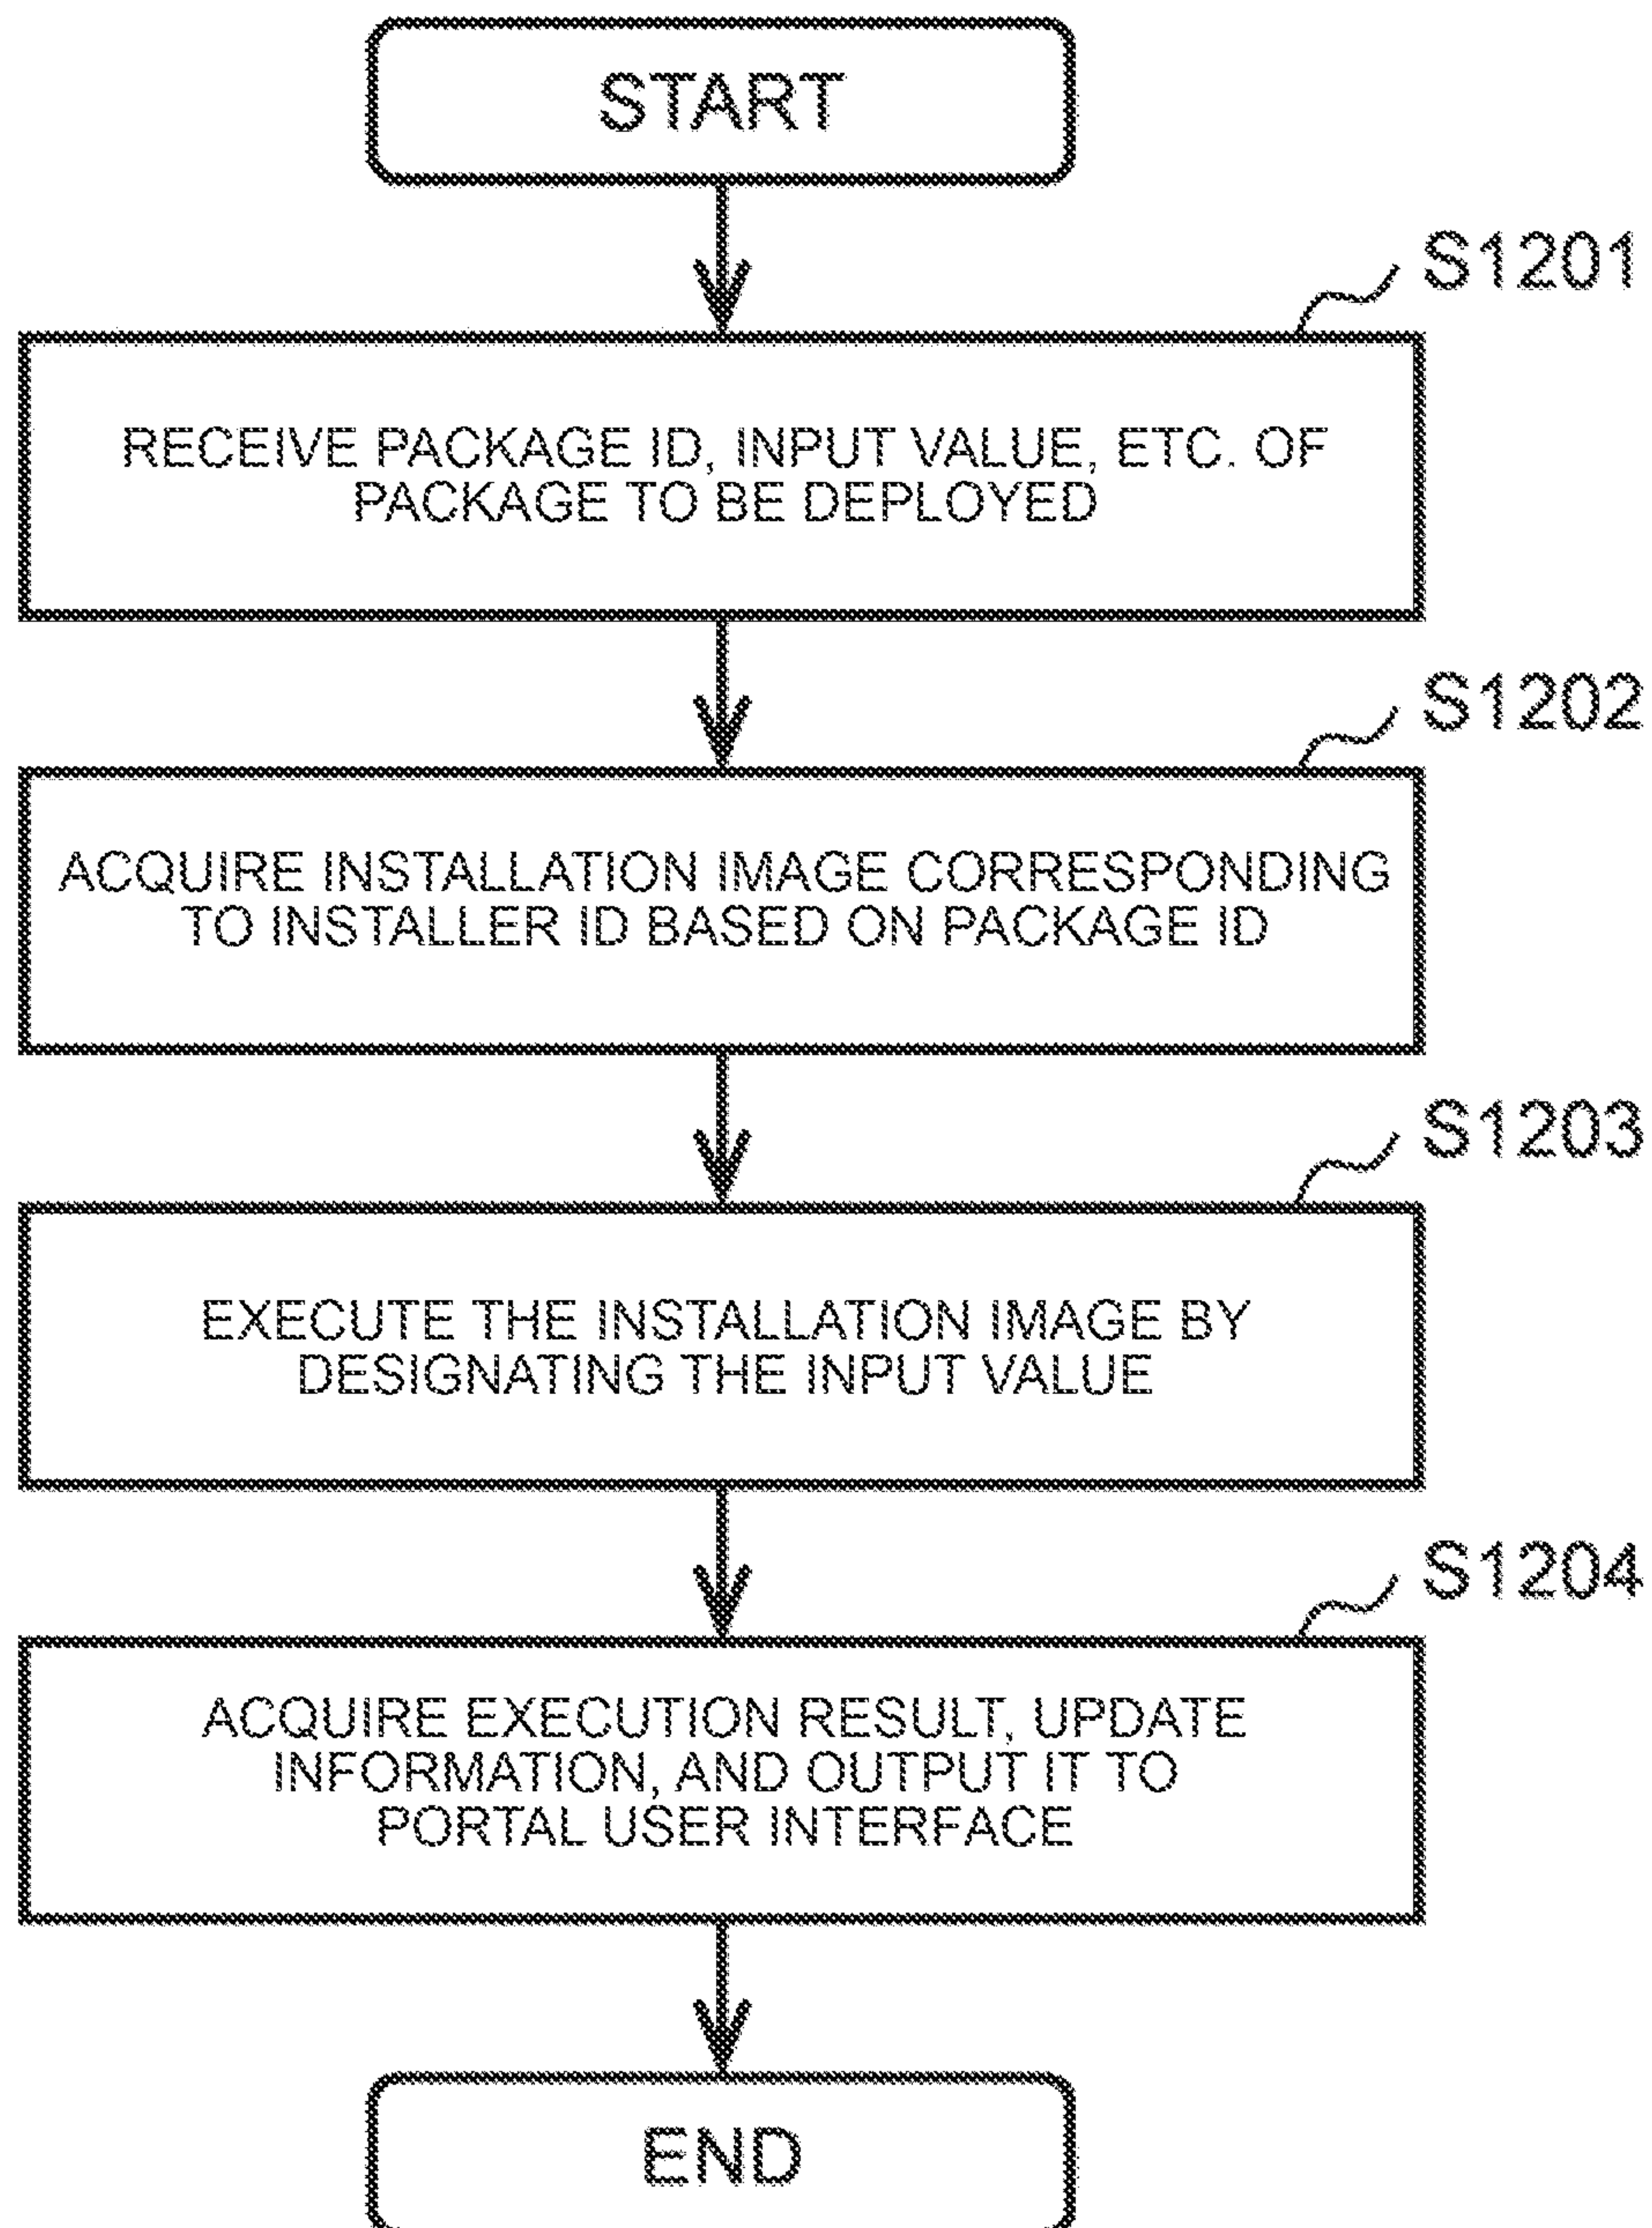 START
S1201
RECEIVE PACKAGE ID, INPUT VALUE, ETC. OF
PACKAGE TO BE DEPLOYED
S1202
ACQUIRE INSTALLATION IMAGE CORRESPONDING
TO INSTALLER ID BASED ON PACKAGE ID
S1203
EXECUTE THE INSTALLATION IMAGE BY
DESIGNATING THE INPUT VALUE
S1204
ACQUIRE EXECUTION RESULT, UPDATE
INFORMATION, AND OUTPUT IT TO
PORTAL USER INTERFACE
END